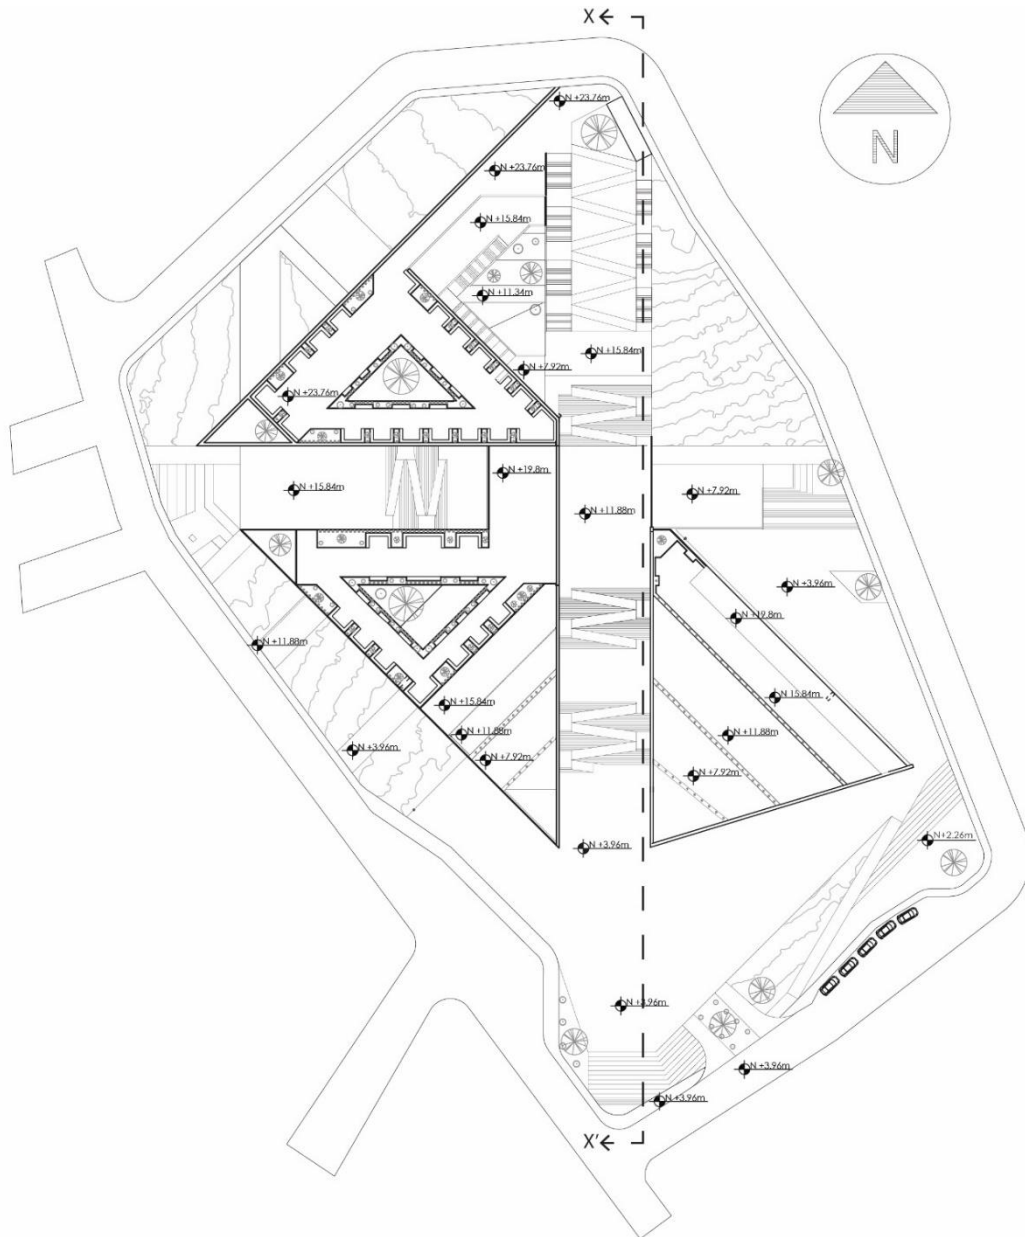 X
N +23.76m
N
N +23.76m
N +15.84m
N +11.34m
N +15.84m
N +7.92m
N +23.76m
N +19.8m
N +15.84m
N +7.92m
N +11.88m
N +3.96m
N +19.8m
N +11.88m
N 15.84m
N +15.84m
N +11.88m
N +11.88m
N +3.96m
N +7.92m
N +7.92m
N+2.26m
N +3.96m
N +3.96m
N +3.96m
N +3.96m
X'